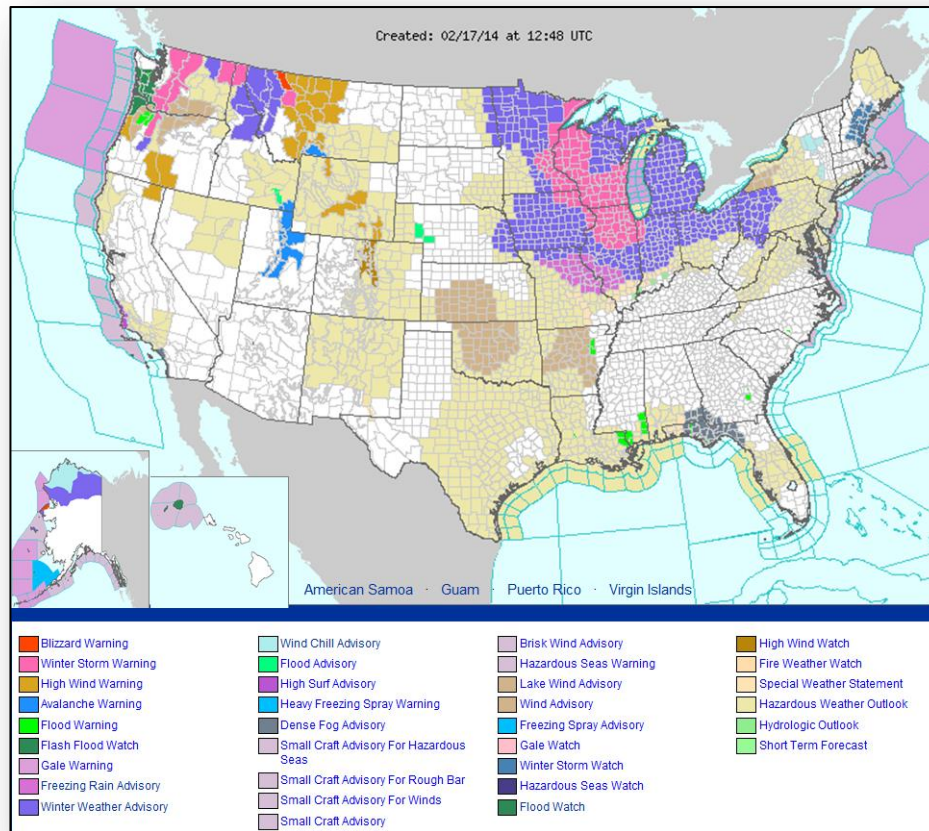 Created: 02/17/14 at 12:48 UTC
American Samoa · Guam · Puerto Rico · Virgin Islands
Blizzard Warning
Winter Storm Warning
High Wind Warning
Avalanche Warning
Flood Warning
Flash Flood Watch
Gale Warning
Freezing Rain Advisory
Winter Weather Advisory
Wind Chill Advisory
Flood Advisory
High Surf Advisory
Heavy Freezing Spray Warning
Dense Fog Advisory
Small Craft Advisory For Hazardous
Seas
Small Craft Advisory For Rough Bar
Small Craft Advisory For Winds
Small Craft Advisory
Brisk Wind Advisory
Hazardous Seas Warning
Lake Wind Advisory
Wind Advisory
Freezing Spray Advisory
Gale Watch
Winter Storm Watch
Hazardous Seas Watch
Flood Watch
High Wind Watch
Fire Weather Watch
Special Weather Statement
Hazardous Weather Outlook
Hydrologic Outlook
Short Term Forecast